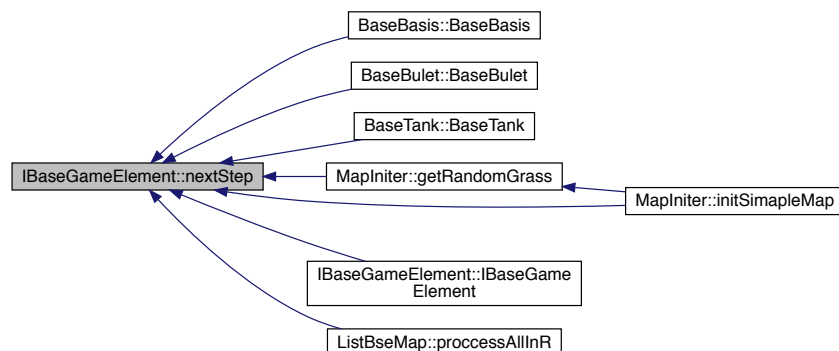 BaseBasis::BaseBasis
BaseBulet::BaseBulet
BaseTank::BaseTank
IBaseGameElement::nextStep
MapIniter::getRandomGrass
MapIniter::initSimapleMap
IBaseGameElement::IBaseGame
Element
ListBseMap::proccessAllInR